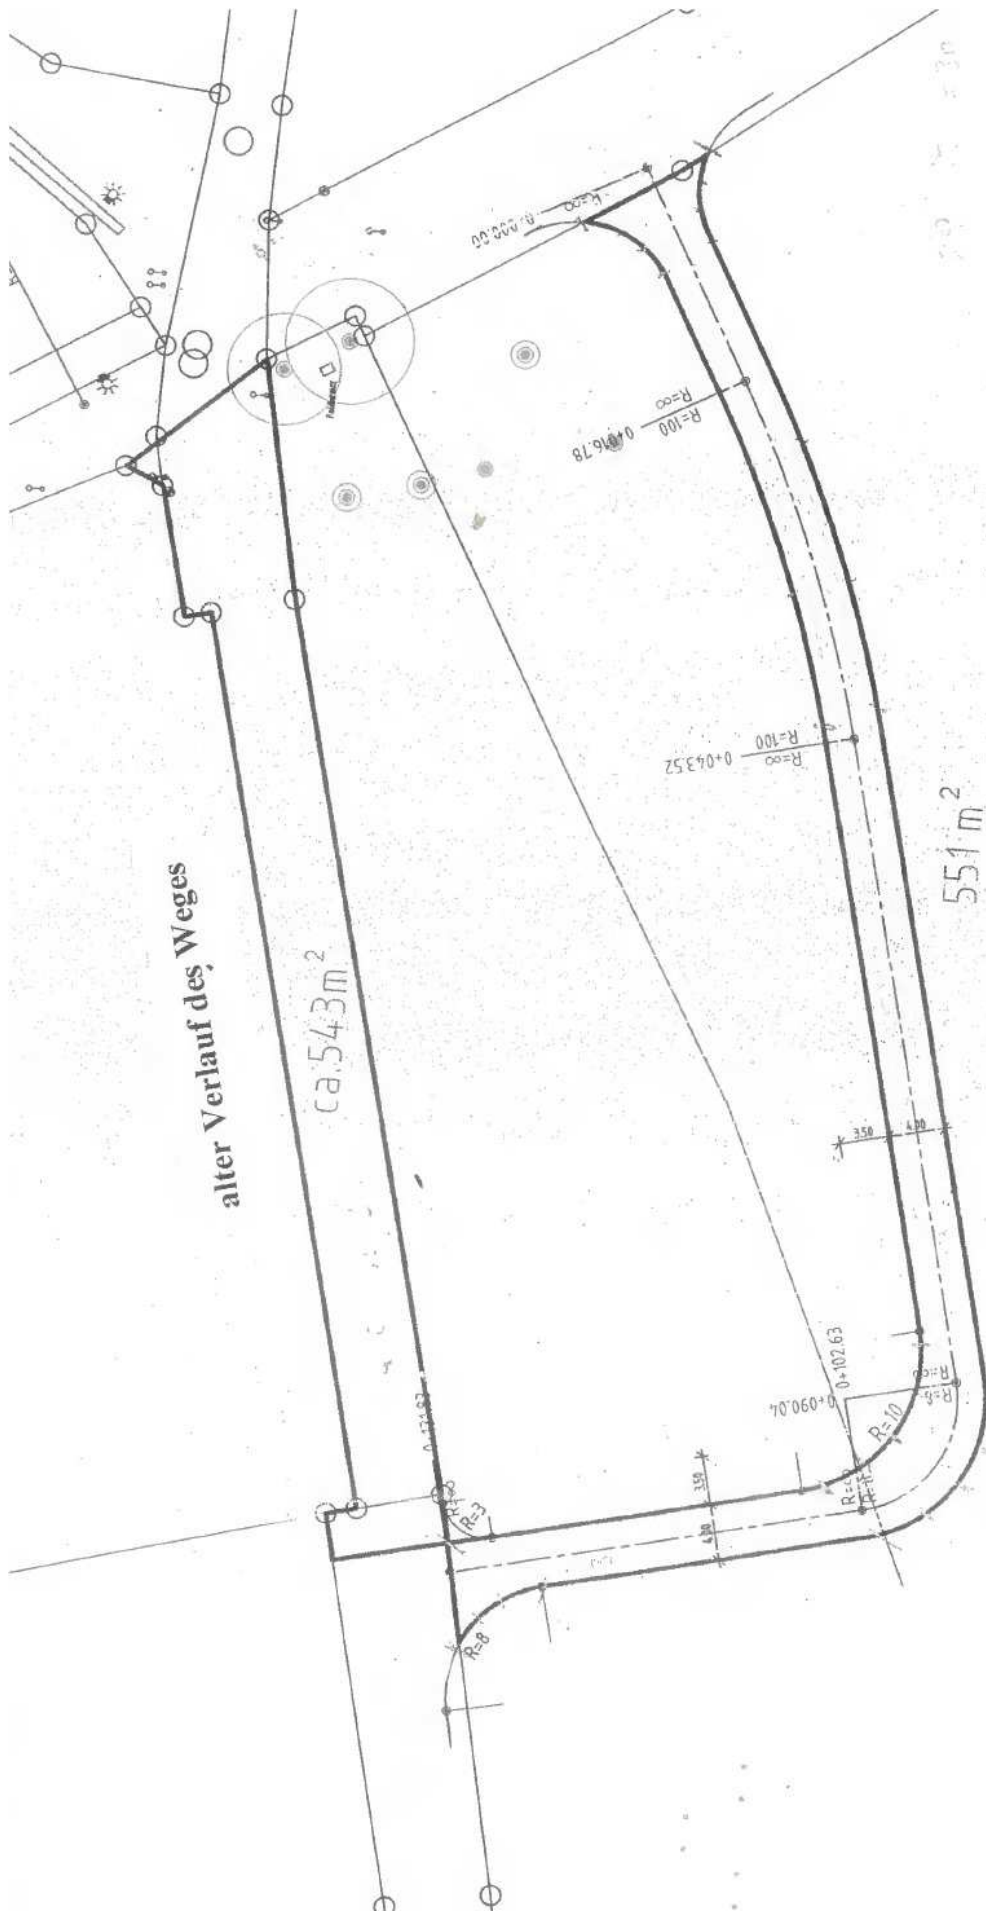 0+000.00
R=∞
R=∞
R=100
0+016.78
R=100
R=∞
0+043.52
551 m²
alter Verlauf des Weges
ca.543m²
3.50
4.00
0+102.63
0+090.04
R=10
3.50
4.00
R=3
R=8